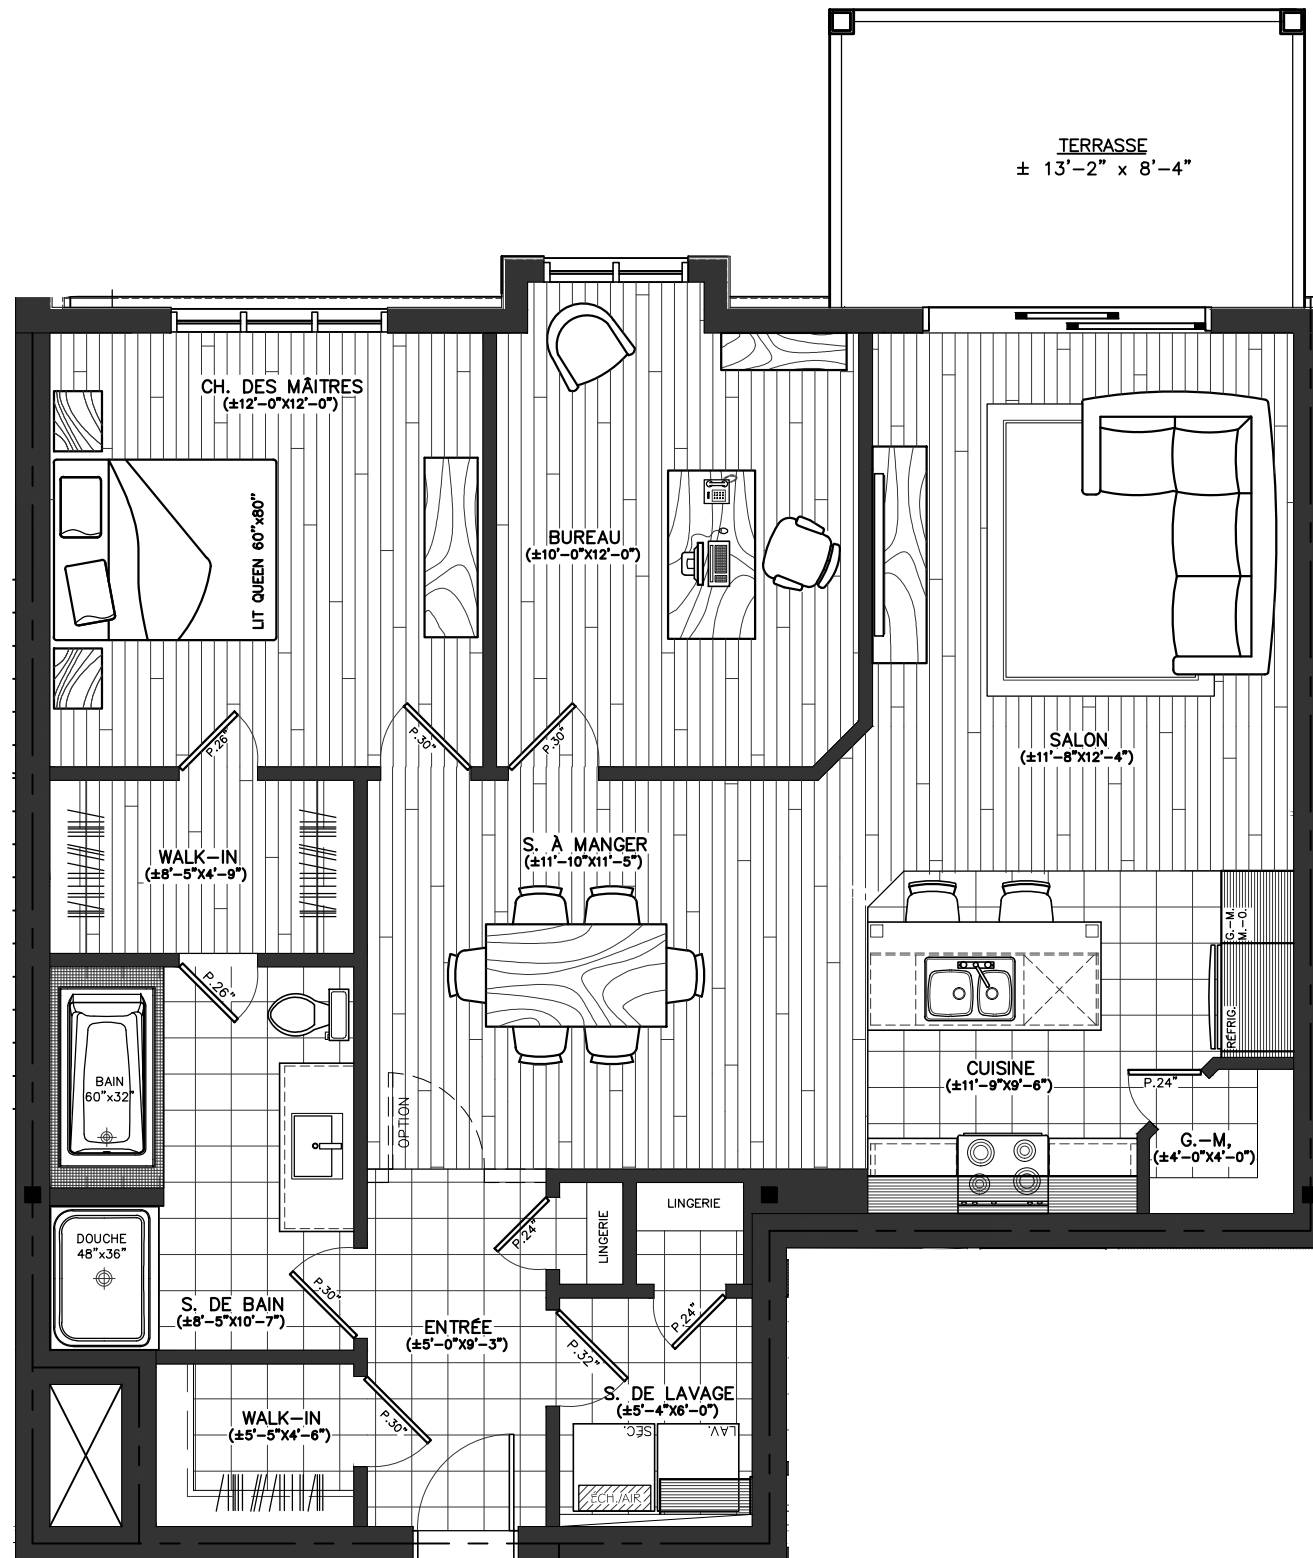 TERRASSE
± 13'-2" x 8'-4"
CH. DES MÂITRES
(±12'-0"X12'-0")
LIT QUEEN 60"x80"
BUREAU
(±10'-0"X12'-0")
SALON
(±11'-8"X12'-4")
P.26"
P.30"
P.30"
WALK-IN
(±8'-5"X4'-9")
S. À MANGER
(±11'-10"X11'-5")
G.-M.
M.-O.
RÉFRIG.
P.26"
BAIN
60"x32"
CUISINE
(±11'-9"X9'-6")
P.24"
OPTION
G.-M,
(±4'-0"X4'-0")
LINGERIE
LINGERIE
P.24"
DOUCHE
48"x36"
P.30"
S. DE BAIN
(±8'-5"X10'-7")
ENTRÉE
(±5'-0"X9'-3")
P.24"
P.32"
S. DE LAVAGE
(±5'-4"X6'-0")
WALK-IN
(±5'-5"X4'-6")
P.30"
SÉC.
LAV.
ÉCH./AIR